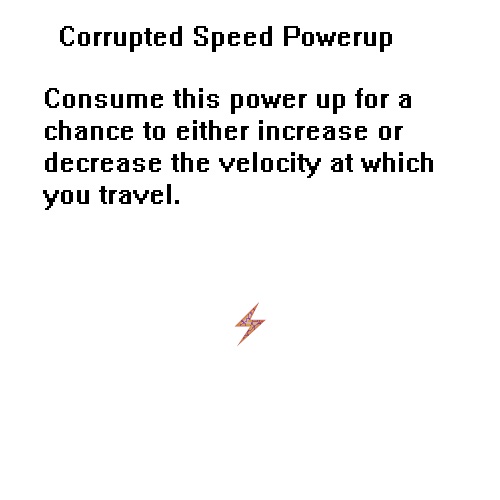 Corrupted Speed Powerup
Consume this power up for a
chance to either increase or
decrease the velocity at which
you travel.